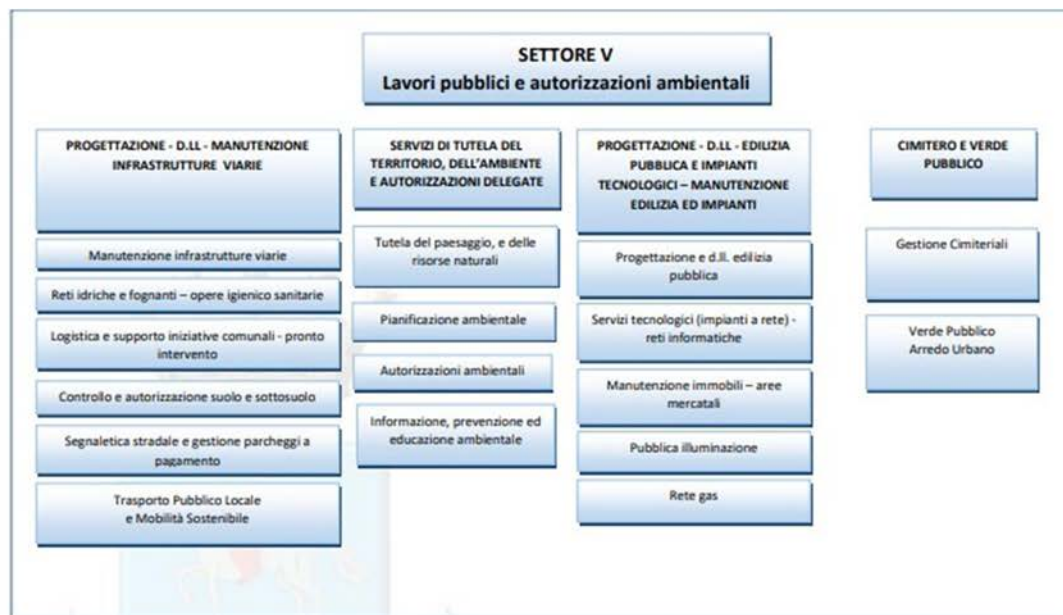 SETTORE V
Lavori pubblici e autorizzazioni ambientali
PROGETTAZIONE - D.LL - MANUTENZIONE
INFRASTRUTTURE VIARIE
Manutenzione infrastrutture viarie
Reti idriche e fognanti – opere igienico sanitarie
Logistica e supporto iniziative comunali - pronto
intervento
Controllo e autorizzazione suolo e sottosuolo
Segnaletica stradale e gestione parcheggi a
pagamento
Trasporto Pubblico Locale
e Mobilità Sostenibile
SERVIZI DI TUTELA DEL
TERRITORIO, DELL'AMBIENTE
E AUTORIZZAZIONI DELEGATE
Tutela del paesaggio, e delle
risorse naturali
Pianificazione ambientale
Autorizzazioni ambientali
Informazione, prevenzione ed
educazione ambientale
PROGETTAZIONE - D.LL - EDILIZIA
PUBBLICA E IMPIANTI
TECNOLOGICI – MANUTENZIONE
EDILIZIA ED IMPIANTI
Progettazione e d.ll. edilizia
pubblica
Servizi tecnologici (impianti a rete) -
reti informatiche
Manutenzione immobili – aree
mercatali
Pubblica illuminazione
Rete gas
CIMITERO E VERDE
PUBBLICO
Gestione Cimiteriali
Verde Pubblico
Arredo Urbano